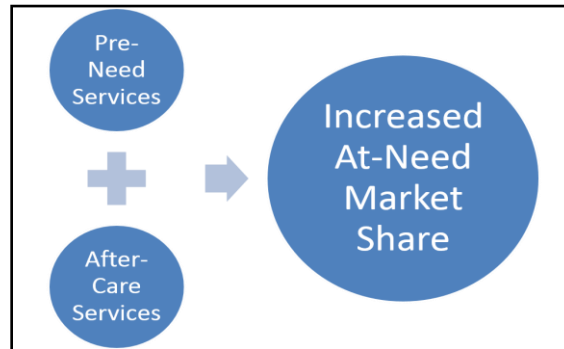 Pre-
Need
Services
After-
Care
Services
Increased
At-Need
Market
Share